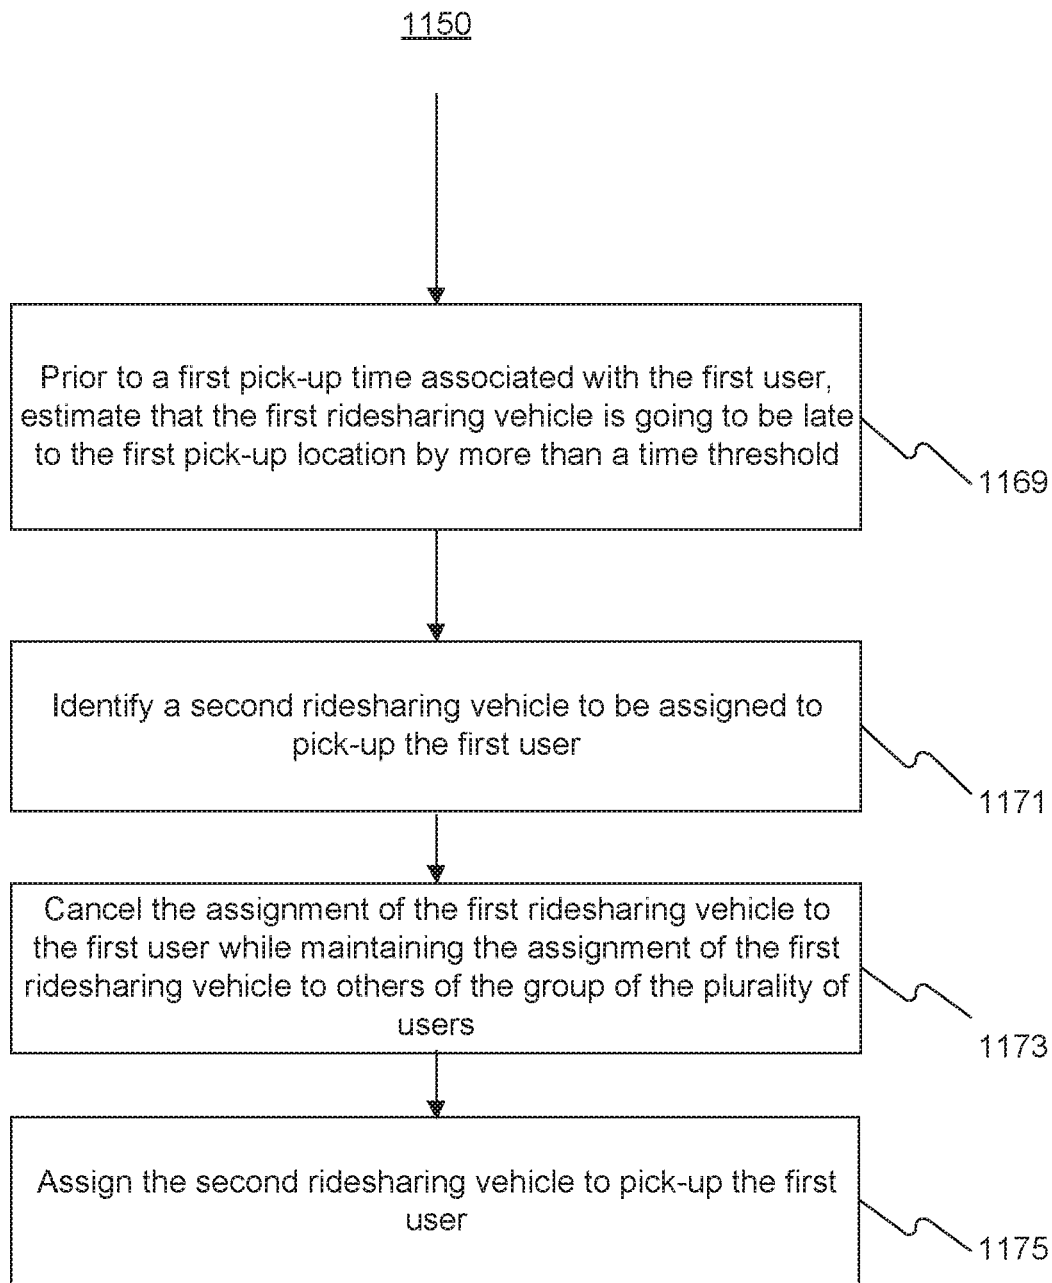 1150
Prior to a first pick-up time associated with the first user,
estimate that the first ridesharing vehicle is going to be late
to the first pick-up location by more than a time threshold
1169
Identify a second ridesharing vehicle to be assigned to
pick-up the first user
1171
Cancel the assignment of the first ridesharing vehicle to
the first user while maintaining the assignment of the first
ridesharing vehicle to others of the group of the plurality of
users
1173
Assign the second ridesharing vehicle to pick-up the first
user
1175